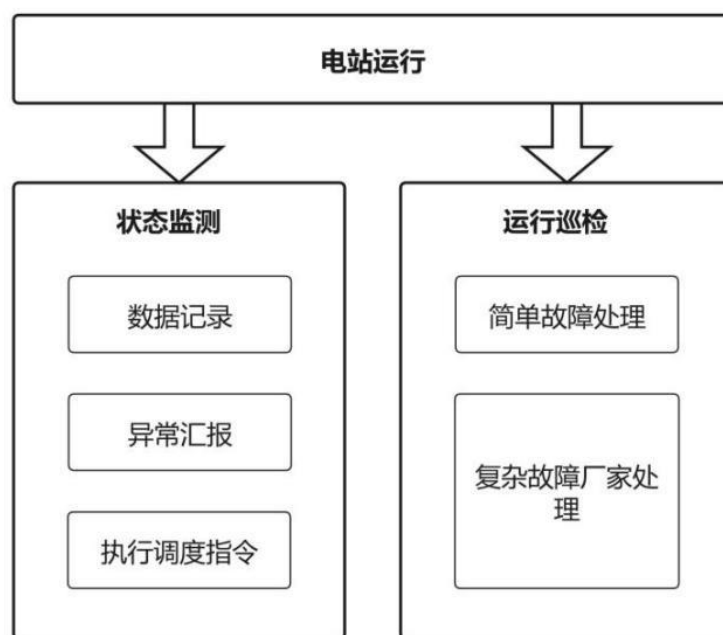 电站运行
状态监测
数据记录
异常汇报
执行调度指令
运行巡检
简单故障处理
复杂故障厂家处
理